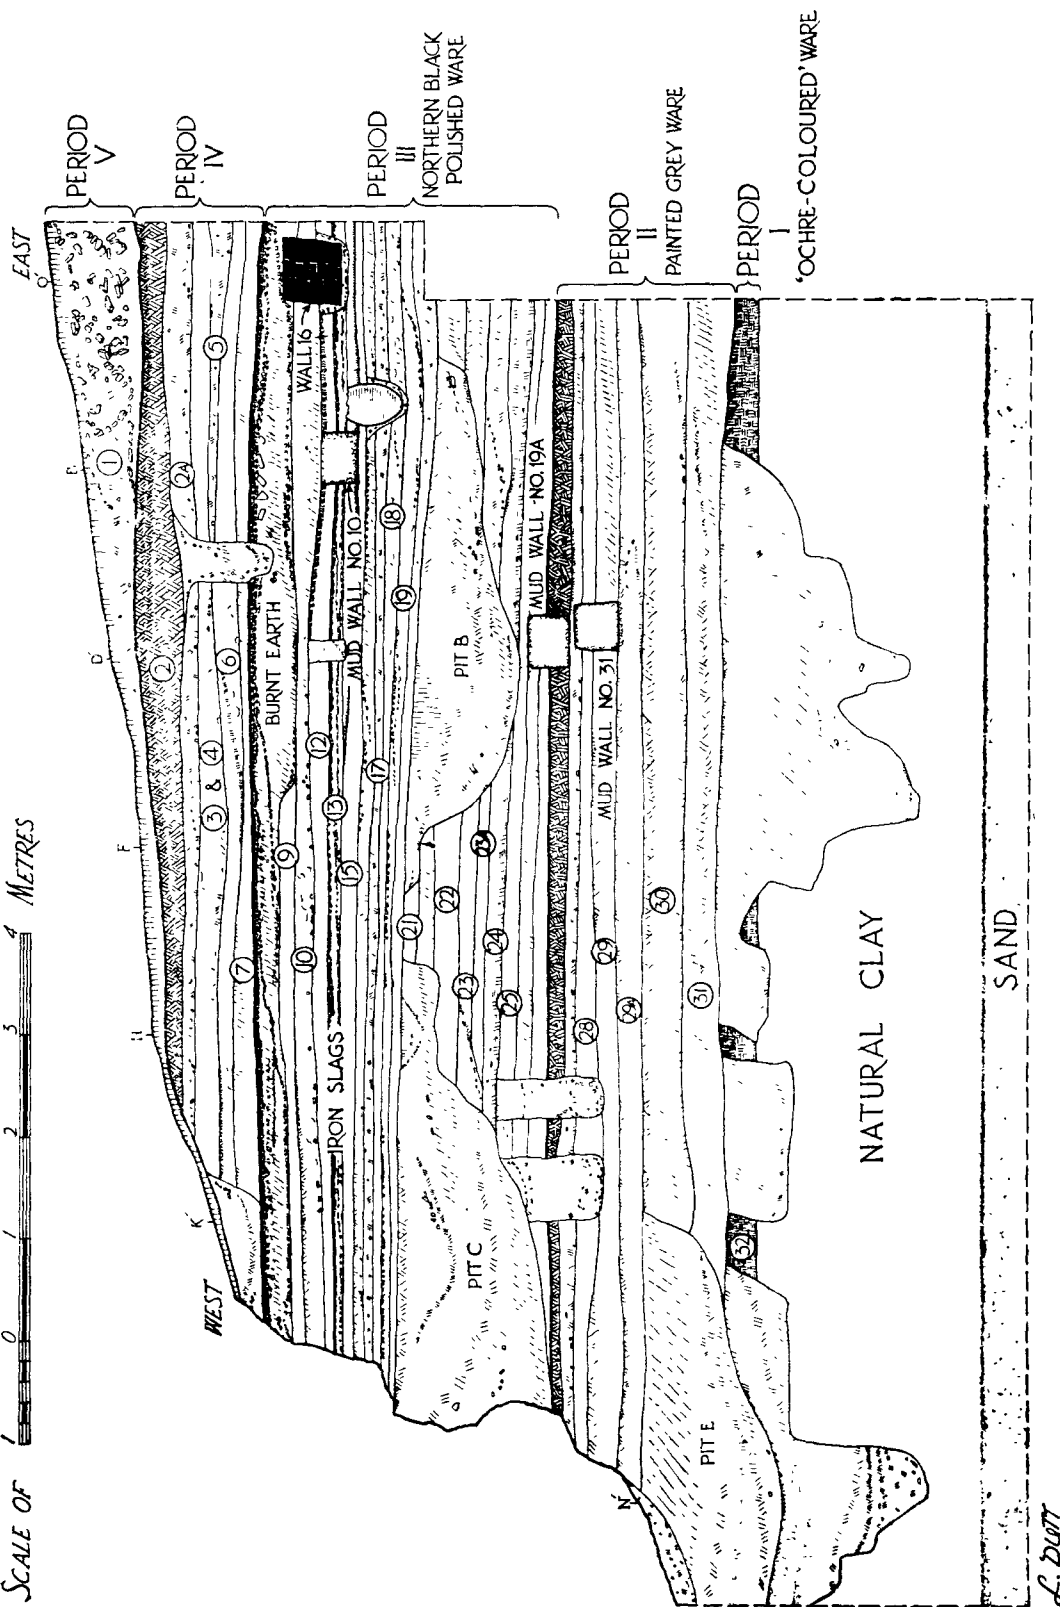 SCALE OF 1 0 1 2 3 4 METRES
WEST
EAST
PERIOD
V
PERIOD
IV
PERIOD
III
NORTHERN BLACK
POLISHED WARE
PERIOD
II
PAINTED GREY WARE
PERIOD
I
'OCHRE-COLOURED' WARE
K
H
F
D
B
O'
N
1
2
2A
3 & 4
5
6
7
BURNT EARTH
9
10
12
WALL 16
IRON SLAGS
13
MUD WALL NO. 10
15
17
18
19
21
22
23
23A
24
25
PIT B
PIT C
MUD WALL NO. 19A
28
29
29A
MUD WALL NO. 31
30
31
PIT E
32
NATURAL CLAY
SAND